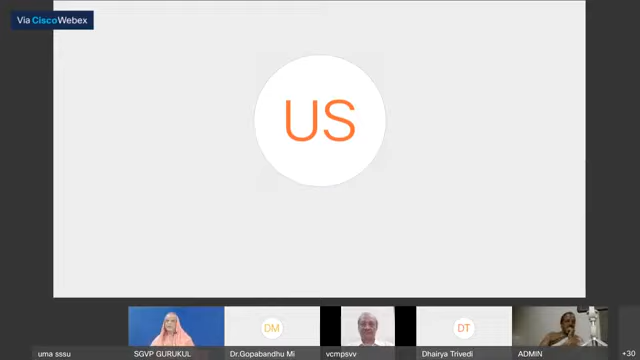 Via CiscoWebex
US
DM
DT
uma sssu
SGVP GURUKUL
Dr.Gopabandhu Mi
vcmpsvv
Dhairya Trivedi
ADMIN
+30